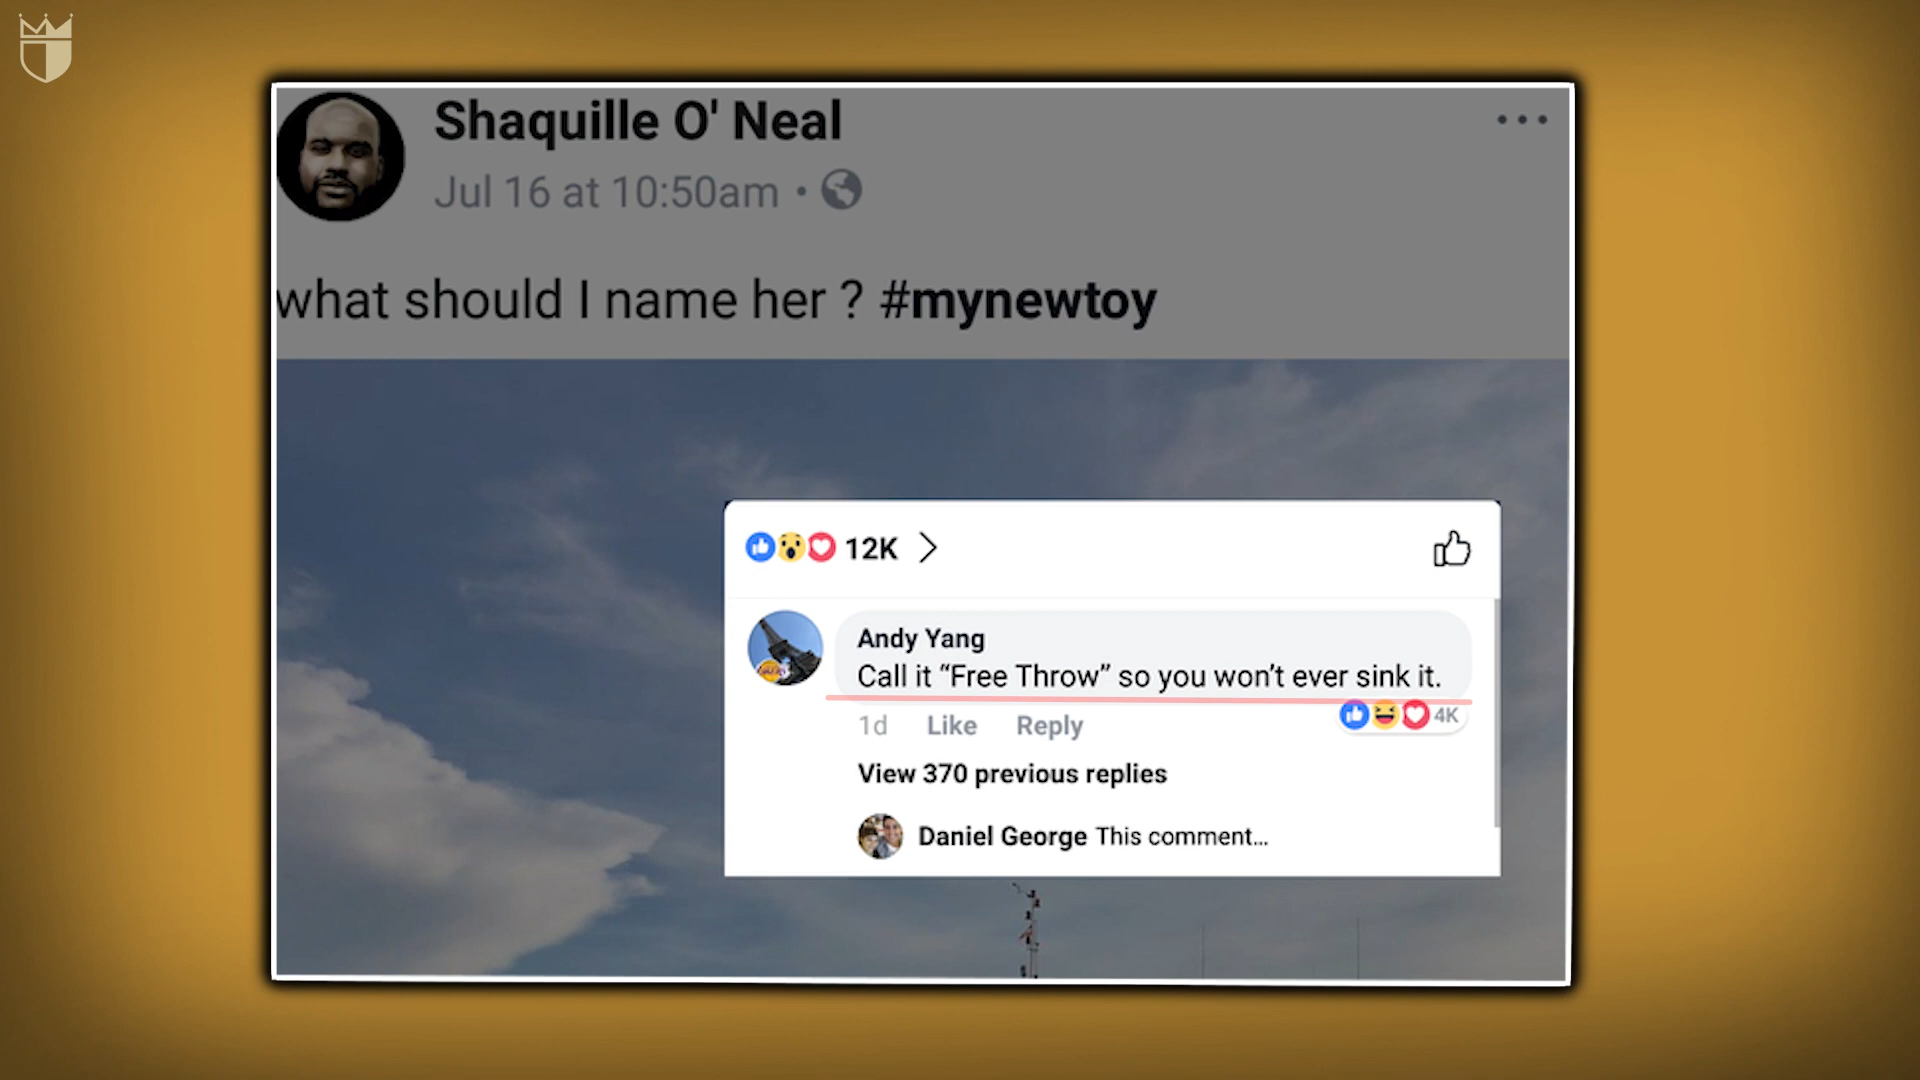 Shaquille O' Neal
Jul 16 at 10:50am
what should I name her ? #mynewtoy
12K
Andy Yang
Call it “Free Throw” so you won’t ever sink it.
4K
1d Like Reply
View 370 previous replies
Daniel George This comment...